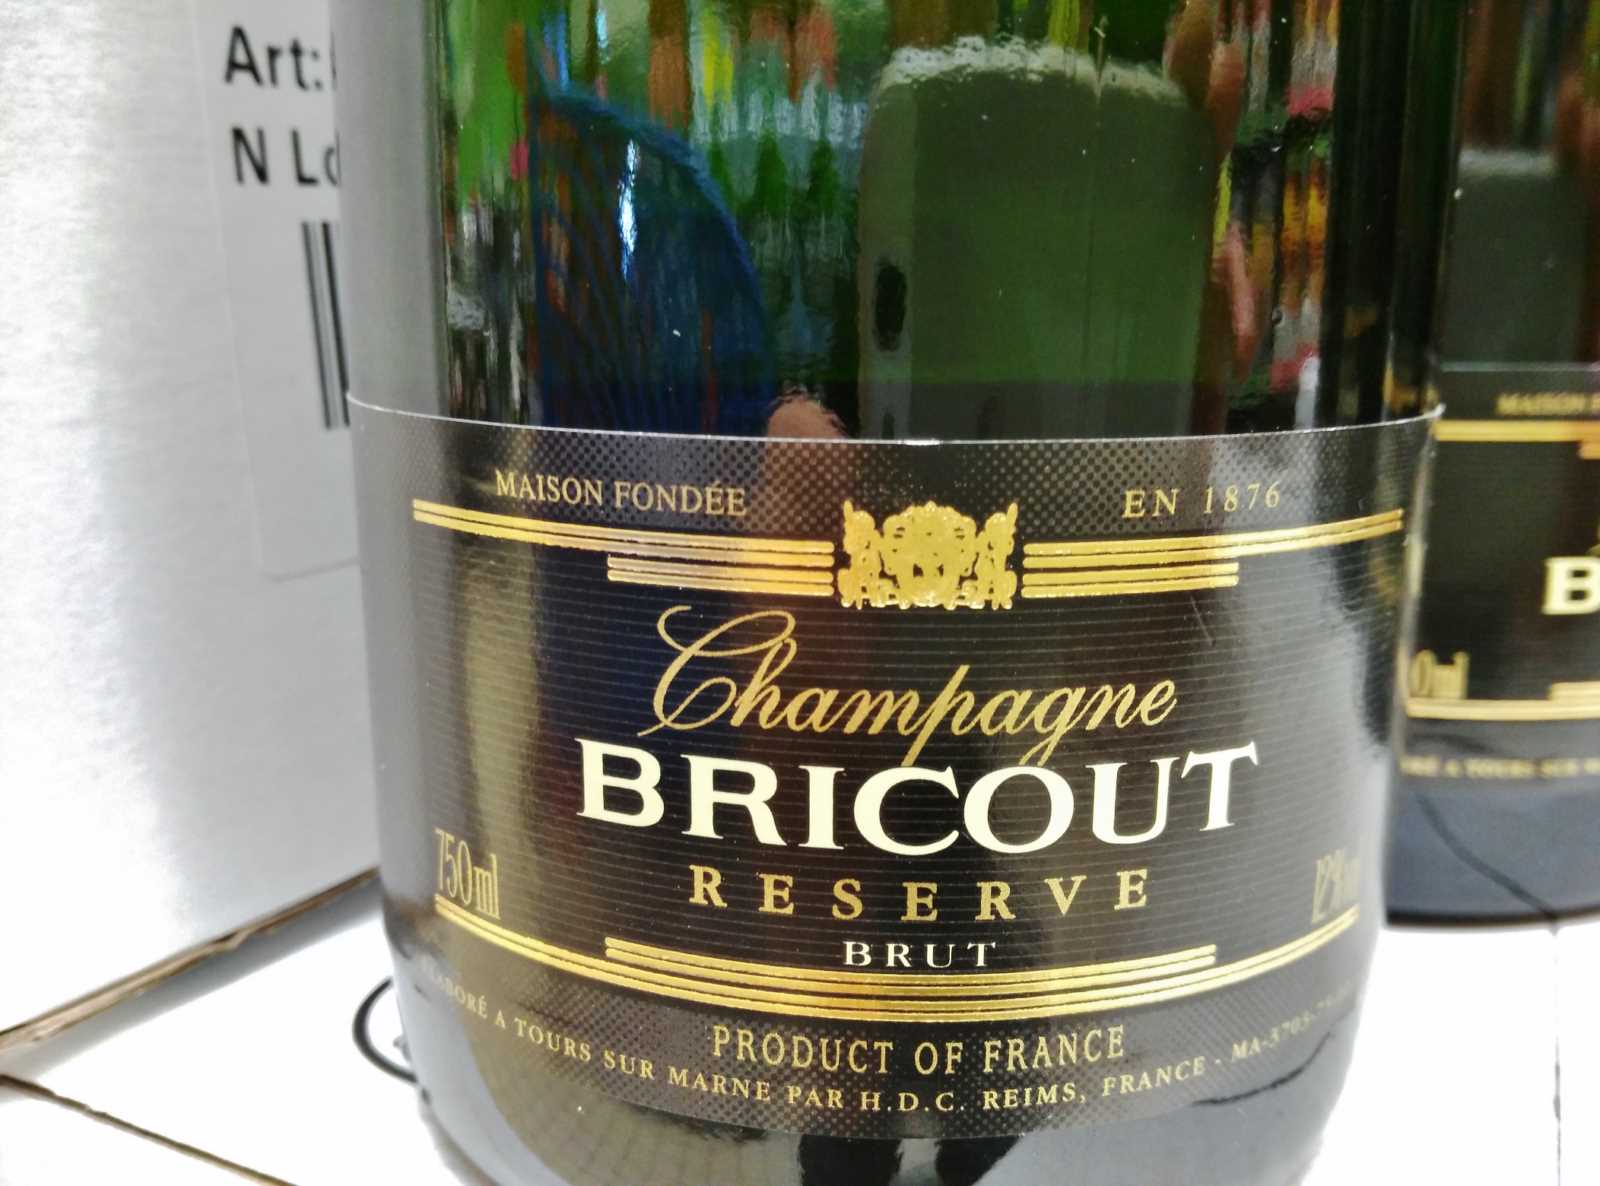 Art:
N
MAISON FONDÉE EN 1876
Champagne
BRICOUT
RESERVE
750ml
BRUT
PRODUCT OF FRANCE
A TOURS SUR MARNE PAR H.D.C. REIMS, FRANCE -
MAISON
B